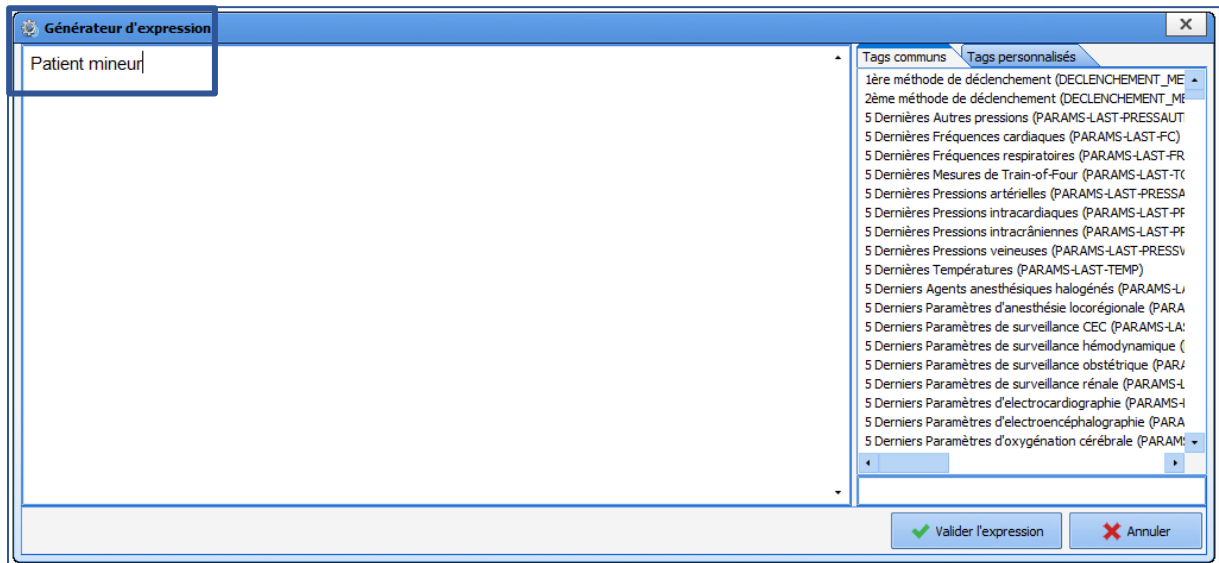 Générateur d'expression
Patient mineur
Tags communs
Tags personnalisés
1ère méthode de déclenchement (DECLENCHEMENT_ME
2ème méthode de déclenchement (DECLENCHEMENT_ME
5 Dernières Autres pressions (PARAMS-LAST-PRESSAUT
5 Dernières Fréquences cardiaques (PARAMS-LAST-FC)
5 Dernières Fréquences respiratoires (PARAMS-LAST-FR
5 Dernières Mesures de Train-of-Four (PARAMS-LAST-TO
5 Dernières Pressions artérielles (PARAMS-LAST-PRESSA
5 Dernières Pressions intracardiaques (PARAMS-LAST-PR
5 Dernières Pressions intracrâniennes (PARAMS-LAST-PR
5 Dernières Pressions veineuses (PARAMS-LAST-PRESSV
5 Dernières Températures (PARAMS-LAST-TEMP)
5 Derniers Agents anesthésiques halogénés (PARAMS-LA
5 Derniers Paramètres d'anesthésie locorégionale (PARA
5 Derniers Paramètres de surveillance CEC (PARAMS-LAS
5 Derniers Paramètres de surveillance hémodynamique (
5 Derniers Paramètres de surveillance obstétrique (PARA
5 Derniers Paramètres de surveillance rénale (PARAMS-L
5 Derniers Paramètres d'electrocardiographie (PARAMS-
5 Derniers Paramètres d'electroencéphalographie (PARA
5 Derniers Paramètres d'oxygénation cérébrale (PARAMS
Valider l'expression
Annuler